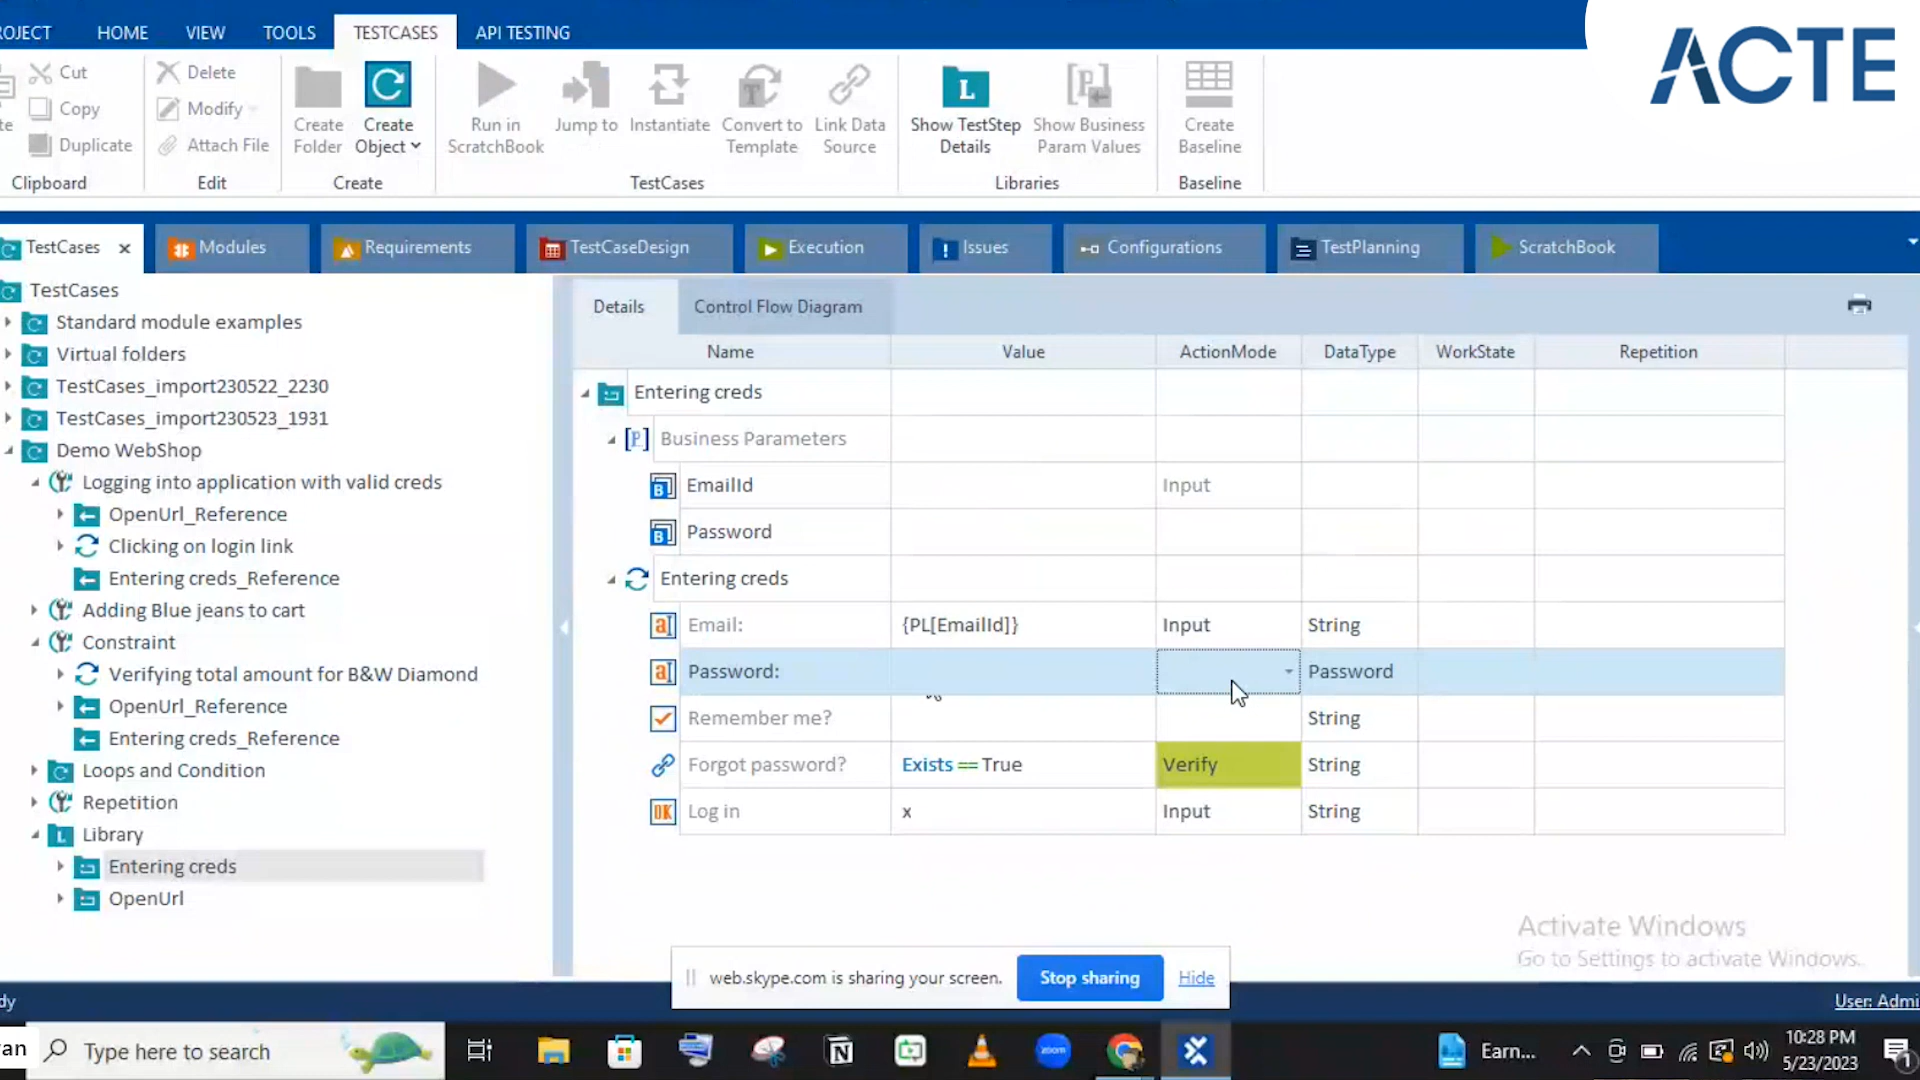 ROJECT HOME VIEW TOOLS TESTCASES API TESTING
ACTE
Cut
Copy
Duplicate
Clipboard
Delete
Modify
Attach File
Edit
Create
Folder
Create
Object
Create
Run in
ScratchBook
Jump to
Instantiate
Convert to
Template
Link Data
Source
TestCases
Show TestStep
Details
Show Business
Param Values
Libraries
Create
Baseline
Baseline
TestCases Modules Requirements TestCaseDesign Execution Issues Configurations TestPlanning ScratchBook
TestCases
Standard module examples
Virtual folders
TestCases_import230522_2230
TestCases_import230523_1931
Demo WebShop
Logging into application with valid creds
OpenUrl_Reference
Clicking on login link
Entering creds_Reference
Adding Blue jeans to cart
Constraint
Verifying total amount for B&W Diamond
OpenUrl_Reference
Entering creds_Reference
Loops and Condition
Repetition
Library
Entering creds
OpenUrl
Details Control Flow Diagram
Name Value ActionMode DataType WorkState Repetition
Entering creds
Business Parameters
EmailId Input
Password
Entering creds
Email: {PL[EmailId]} Input String
Password: Password
Remember me? String
Forgot password? Exists == True Verify String
Log in x Input String
Activate Windows
Go to Settings to activate Windows.
web.skype.com is sharing your screen. Stop sharing Hide
dy
User: Admi
van
Type here to search
zoom
Earn...
10:28 PM
5/23/2023
1